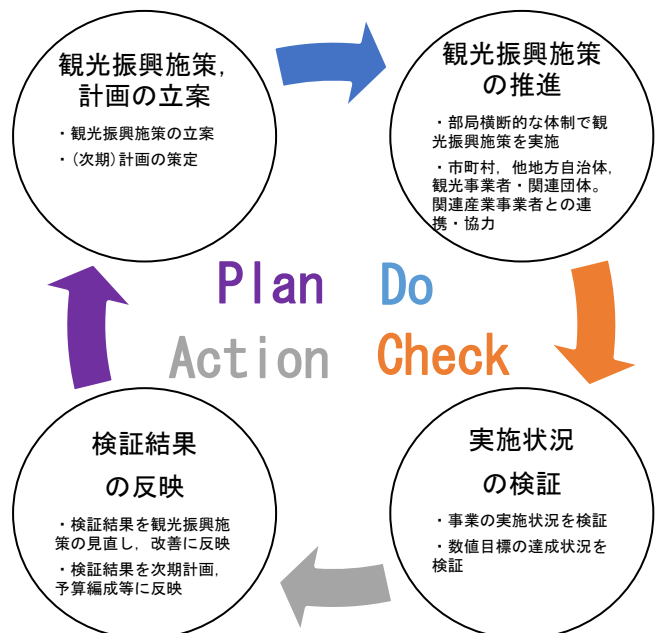 観光振興施策，
計画の立案
・観光振興施策の立案
・(次期)計画の策定
観光振興施策
の推進
・部局横断的な体制で観
光振興施策を実施
・市町村，他地方自治体，
観光事業者・関連団体。
関連産業事業者との連
携・協力
Plan
Do
Action
Check
検証結果
の反映
・検証結果を観光振興施
策の見直し，改善に反映
・検証結果を次期計画，
予算編成等に反映
実施状況
の検証
・事業の実施状況を検証
・数値目標の達成状況を
検証